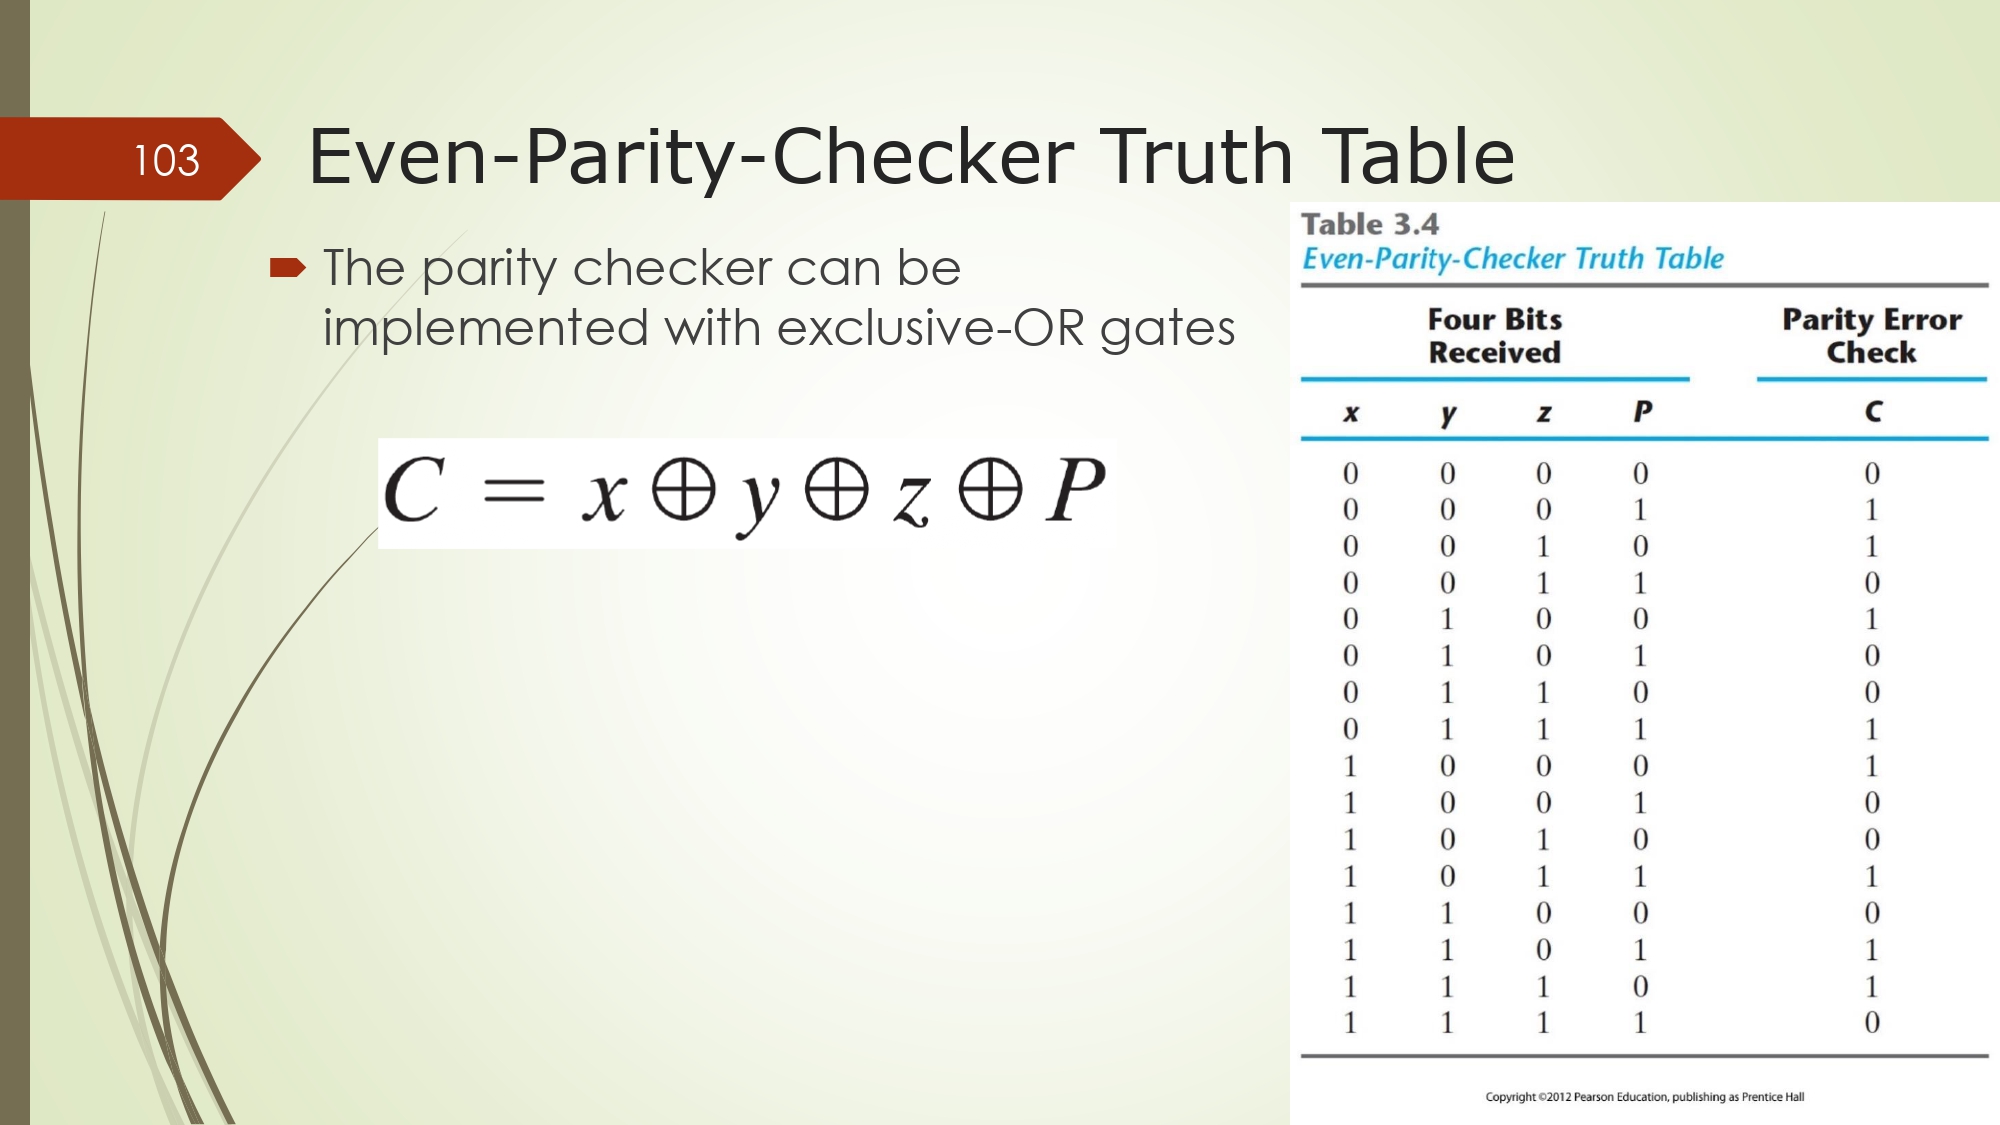 103
Even-Parity-Checker Truth Table
The parity checker can be
implemented with exclusive-OR gates
C = x ⊕ y ⊕ z ⊕ P
Table 3.4
Even-Parity-Checker Truth Table
Four Bits
Received
Parity Error
Check
x y z P C
0 0 0 0 0
0 0 0 1 1
0 0 1 0 1
0 0 1 1 0
0 1 0 0 1
0 1 0 1 0
0 1 1 0 0
0 1 1 1 1
1 0 0 0 1
1 0 0 1 0
1 0 1 0 0
1 0 1 1 1
1 1 0 0 0
1 1 0 1 1
1 1 1 0 1
1 1 1 1 0
Copyright ©2012 Pearson Education, publishing as Prentice Hall